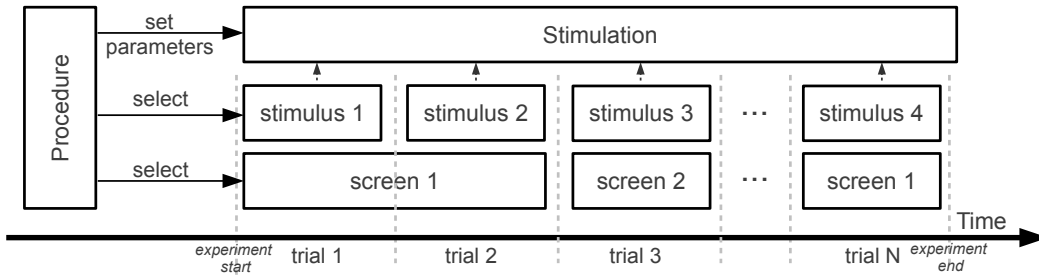 Procedure
set
parameters
Stimulation
select
stimulus 1
stimulus 2
stimulus 3
...
stimulus 4
select
screen 1
screen 2
...
screen 1
Time
experiment
start
trial 1
trial 2
trial 3
trial N
experiment
end